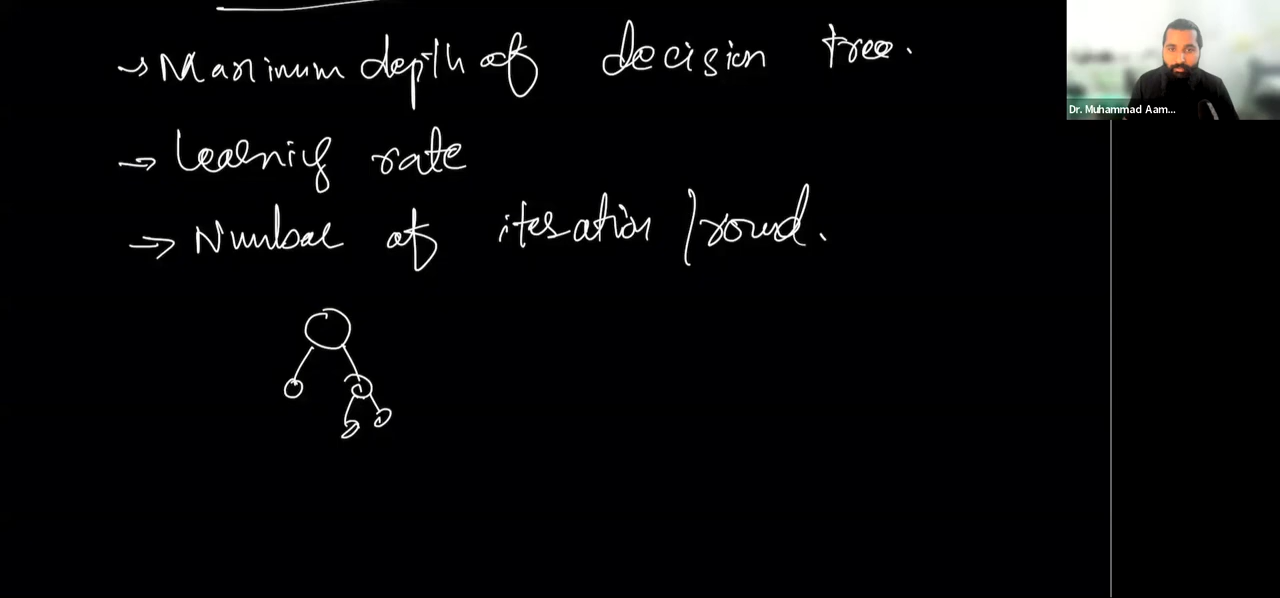 → Maximum depth of decision tree.
→ Learning rate
→ Number of iteration / round.
Dr. Muhammad Aam...